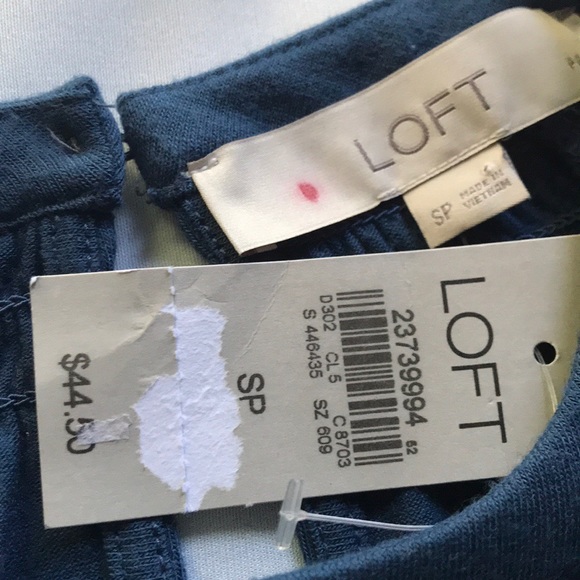 LOFT
SP
MADE IN
VIETNAM
LOFT
23739994 62
D302 CL 5 C 8703
S 446435 SZ 609
SP
$44.50